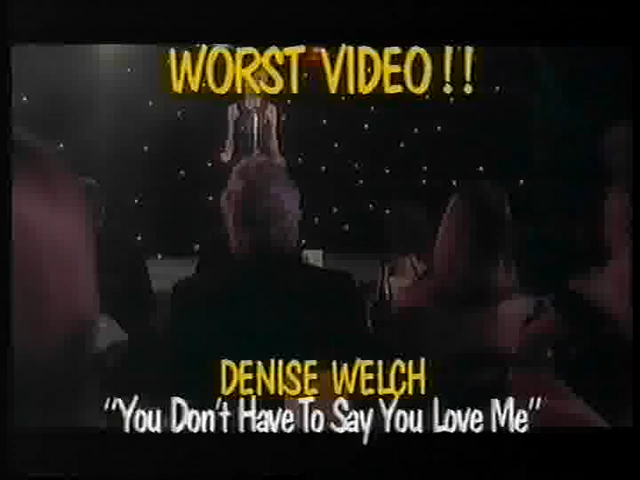 WORST VIDEO!!
DENISE WELCH
"You Don't Have To Say You Love Me"